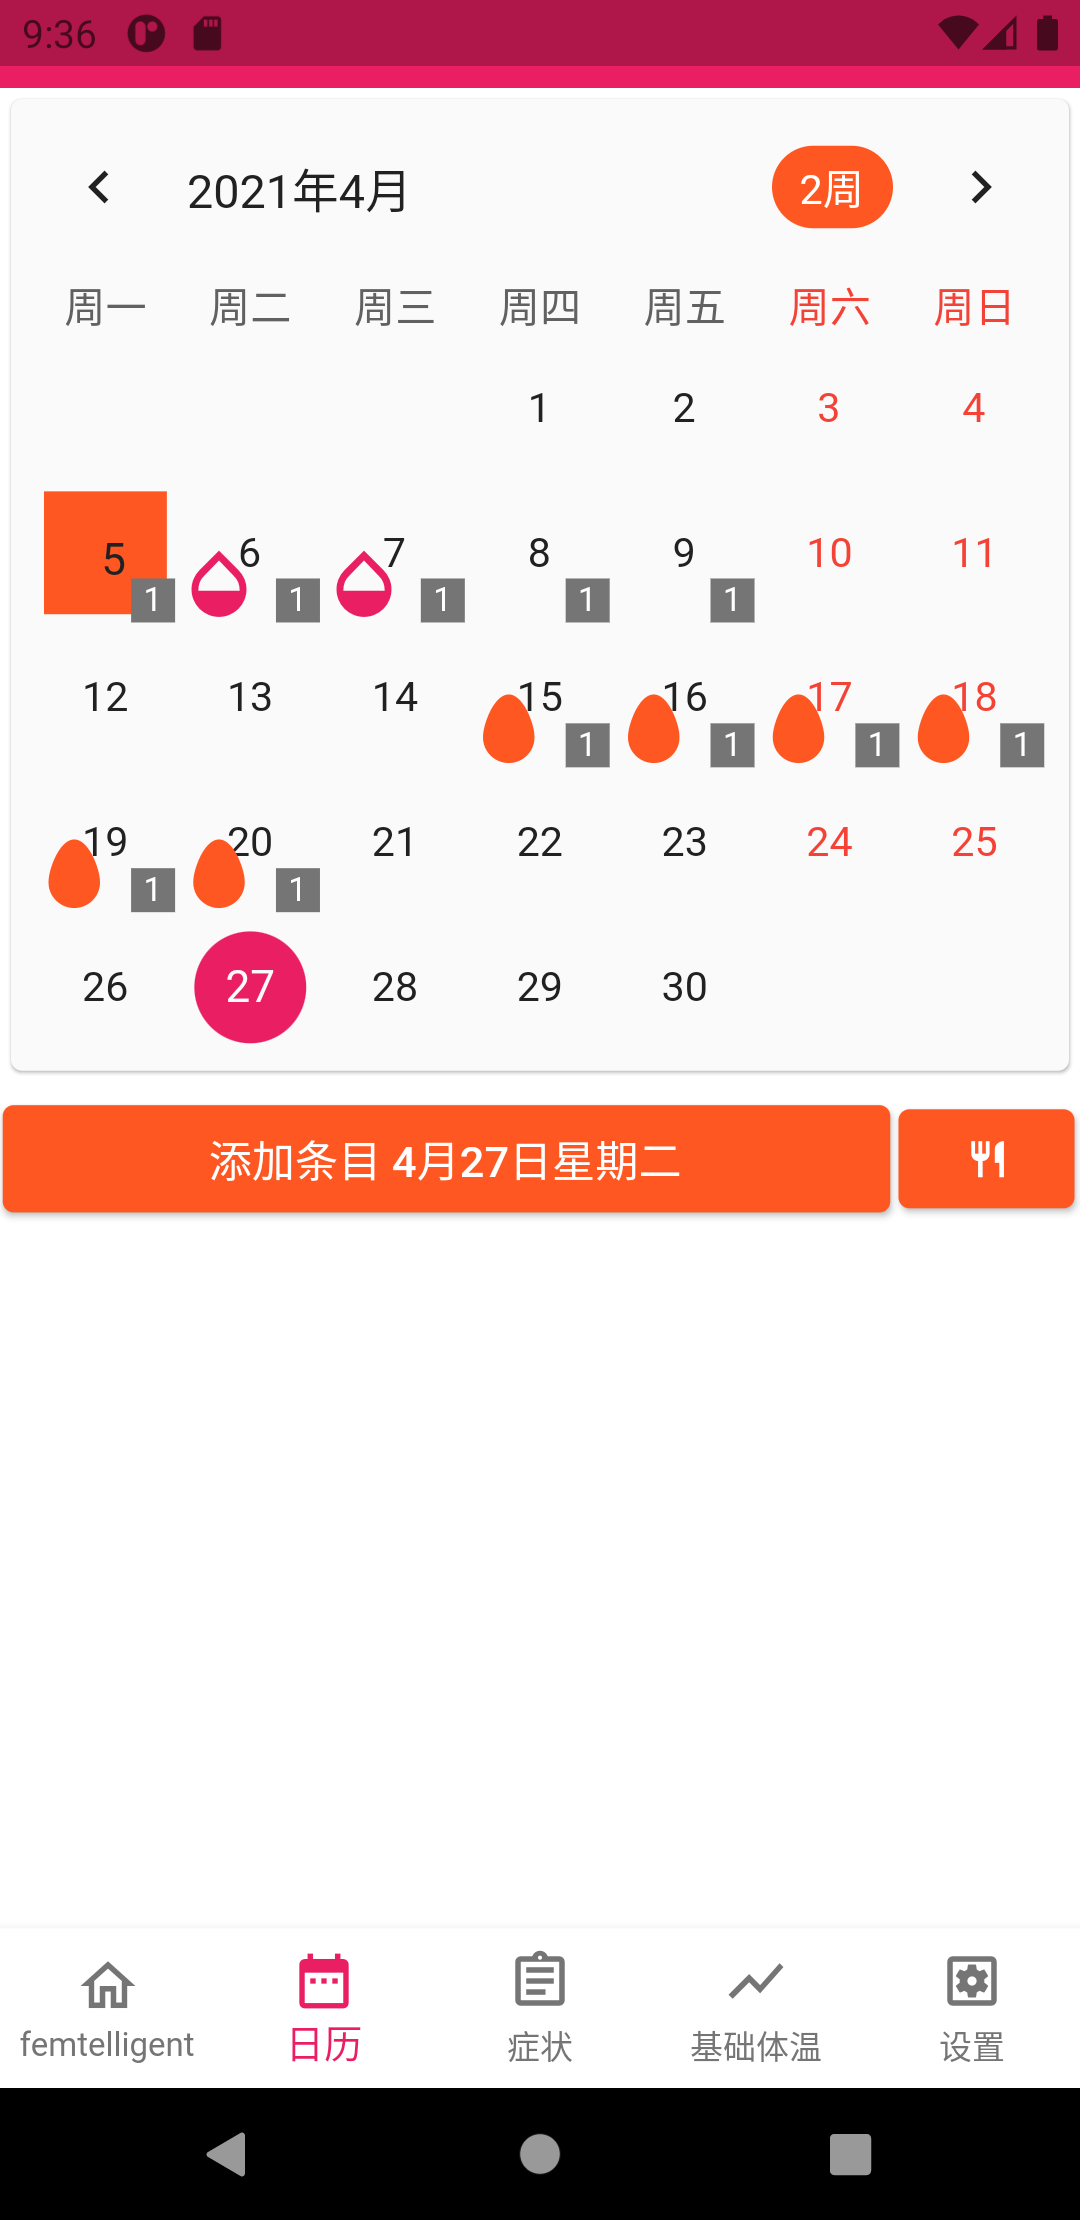 9:36
2021年4月 2周
周一 周二 周三 周四 周五 周六 周日
1 2 3 4
5 6 7 8 9 10 11
1 1 1 1 1
12 13 14 15 16 17 18
1 1 1 1
19 20 21 22 23 24 25
1 1
26 27 28 29 30
添加条目 4月27日星期二
femtelligent 日历 症状 基础体温 设置